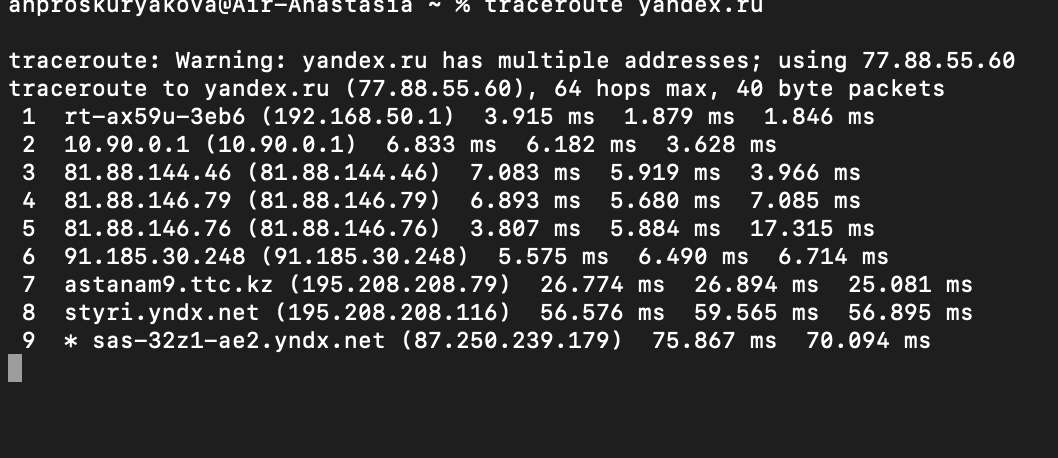 anproskuryakova@Air-Anastasia ~ % traceroute yandex.ru
traceroute: Warning: yandex.ru has multiple addresses; using 77.88.55.60
traceroute to yandex.ru (77.88.55.60), 64 hops max, 40 byte packets
1 rt-ax59u-3eb6 (192.168.50.1) 3.915 ms 1.879 ms 1.846 ms
2 10.90.0.1 (10.90.0.1) 6.833 ms 6.182 ms 3.628 ms
3 81.88.144.46 (81.88.144.46) 7.083 ms 5.919 ms 3.966 ms
4 81.88.146.79 (81.88.146.79) 6.893 ms 5.680 ms 7.085 ms
5 81.88.146.76 (81.88.146.76) 3.807 ms 5.884 ms 17.315 ms
6 91.185.30.248 (91.185.30.248) 5.575 ms 6.490 ms 6.714 ms
7 astanam9.ttc.kz (195.208.208.79) 26.774 ms 26.894 ms 25.081 ms
8 styri.yndx.net (195.208.208.116) 56.576 ms 59.565 ms 56.895 ms
9 * sas-32z1-ae2.yndx.net (87.250.239.179) 75.867 ms 70.094 ms